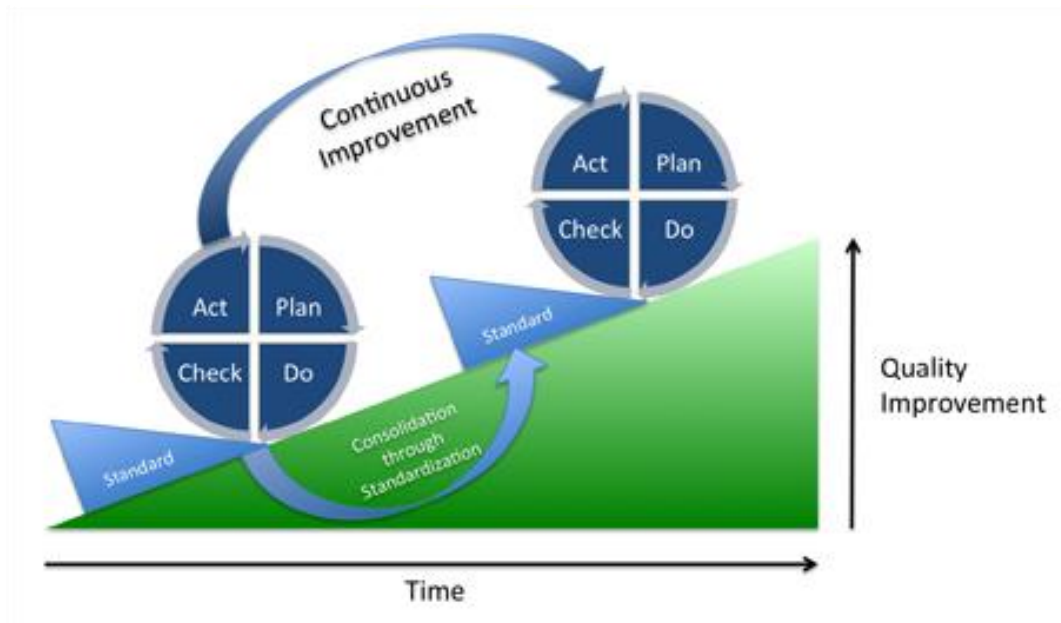 Continuous
Improvement
Act
Plan
Check
Do
Act
Plan
Check
Do
Standard
Standard
Consolidation
through
Standardization
Quality
Improvement
Time